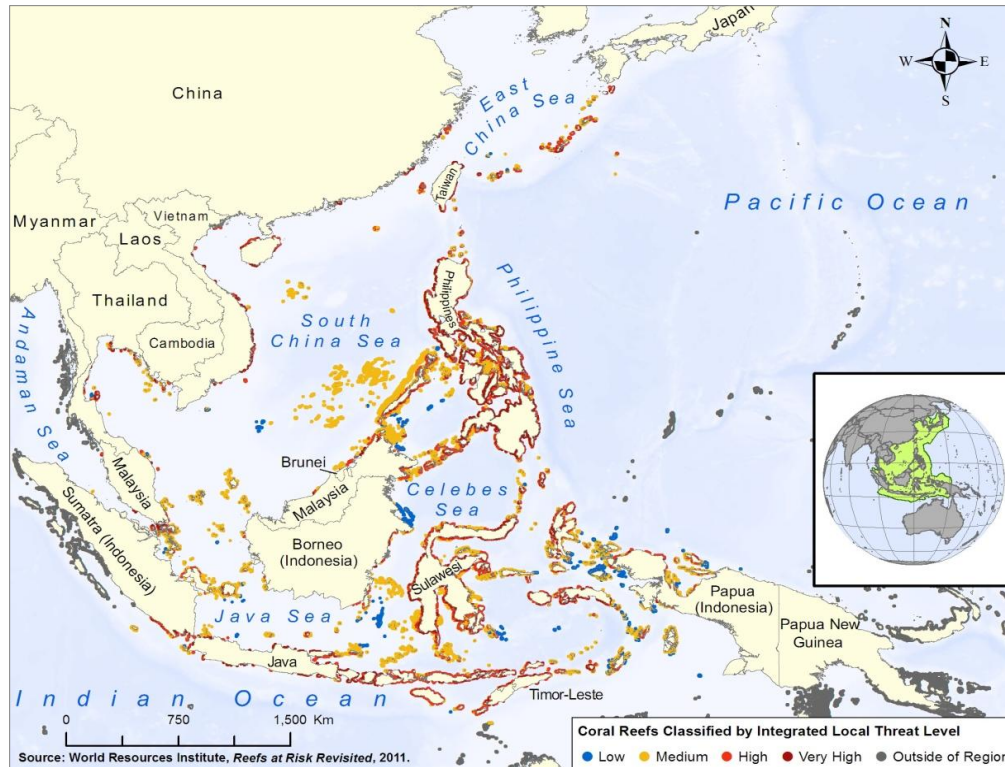 Japan
N
W E
S
China
East
China Sea
Taiwan
Pacific Ocean
Myanmar
Vietnam
Laos
Thailand
Philippines
South
China Sea
Philippine Sea
Cambodia
Andaman Sea
Malaysia
Brunei
Malaysia
Celebes
Sea
Sumatra (Indonesia)
Borneo
(Indonesia)
Sulawesi
Papua
(Indonesia)
Papua New
Guinea
Java Sea
Java
Timor-Leste
Indian Ocean
0 750 1,500 Km
Source: World Resources Institute, Reefs at Risk Revisited, 2011.
Coral Reefs Classified by Integrated Local Threat Level
Low Medium High Very High Outside of Region